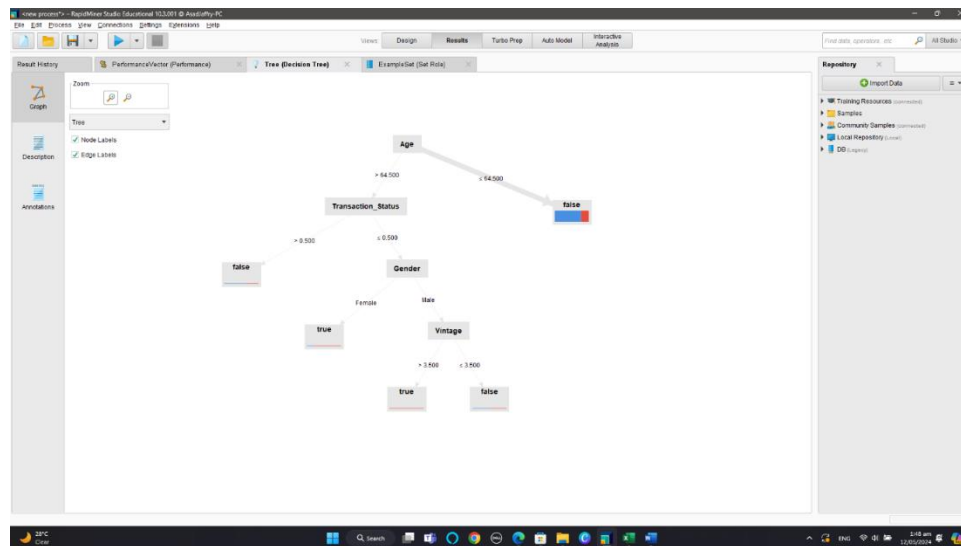 <new process*> - RapidMiner Studio Educational 10.3.001 @ Asadlaffry-PC
File Edit Process View Connections Settings Extensions Help
Views: Design Results Turbo Prep Auto Model Interactive Analysis
Find data, operators...etc
All Studio
Result History
PerformanceVector (Performance)
Tree (Decision Tree)
ExampleSet (Set Role)
Repository
Zoom
Import Data
Graph
Tree
Node Labels
Edge Labels
Description
Annotations
Training Resources (connected)
Samples
Community Samples (connected)
Local Repository (Local)
DB (Legacy)
Age
> 64.500
≤ 64.500
Transaction_Status
false
> 0.500
≤ 0.500
false
Gender
Female
Male
true
Vintage
> 3.500
≤ 3.500
true
false
28°C
Clear
Search
ENG
1:48 am
12/05/2024